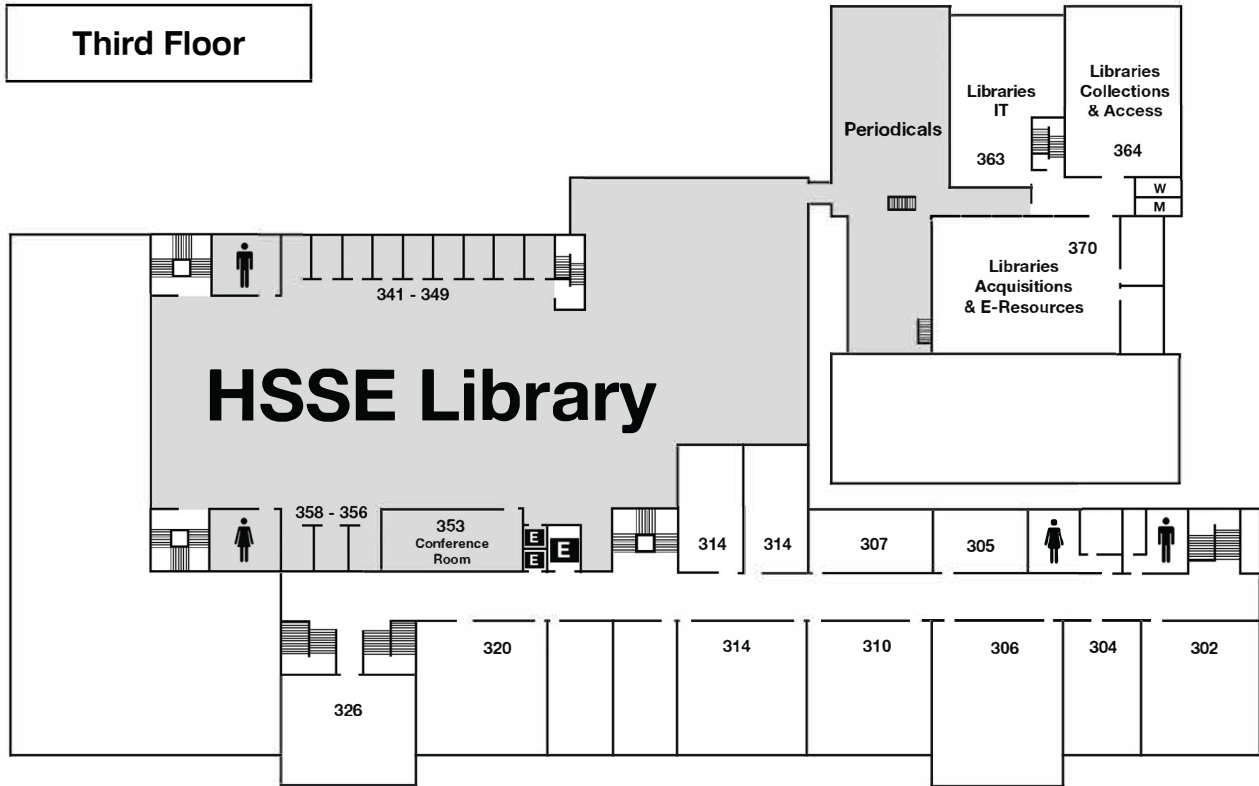 Third Floor
Libraries
IT
363
Libraries
Collections
& Access
364
Periodicals
W
M
370
Libraries
Acquisitions
& E-Resources
341 - 349
HSSE Library
358 - 356
353
Conference
Room
E
E
E
314
314
307
305
320
314
310
306
304
302
326